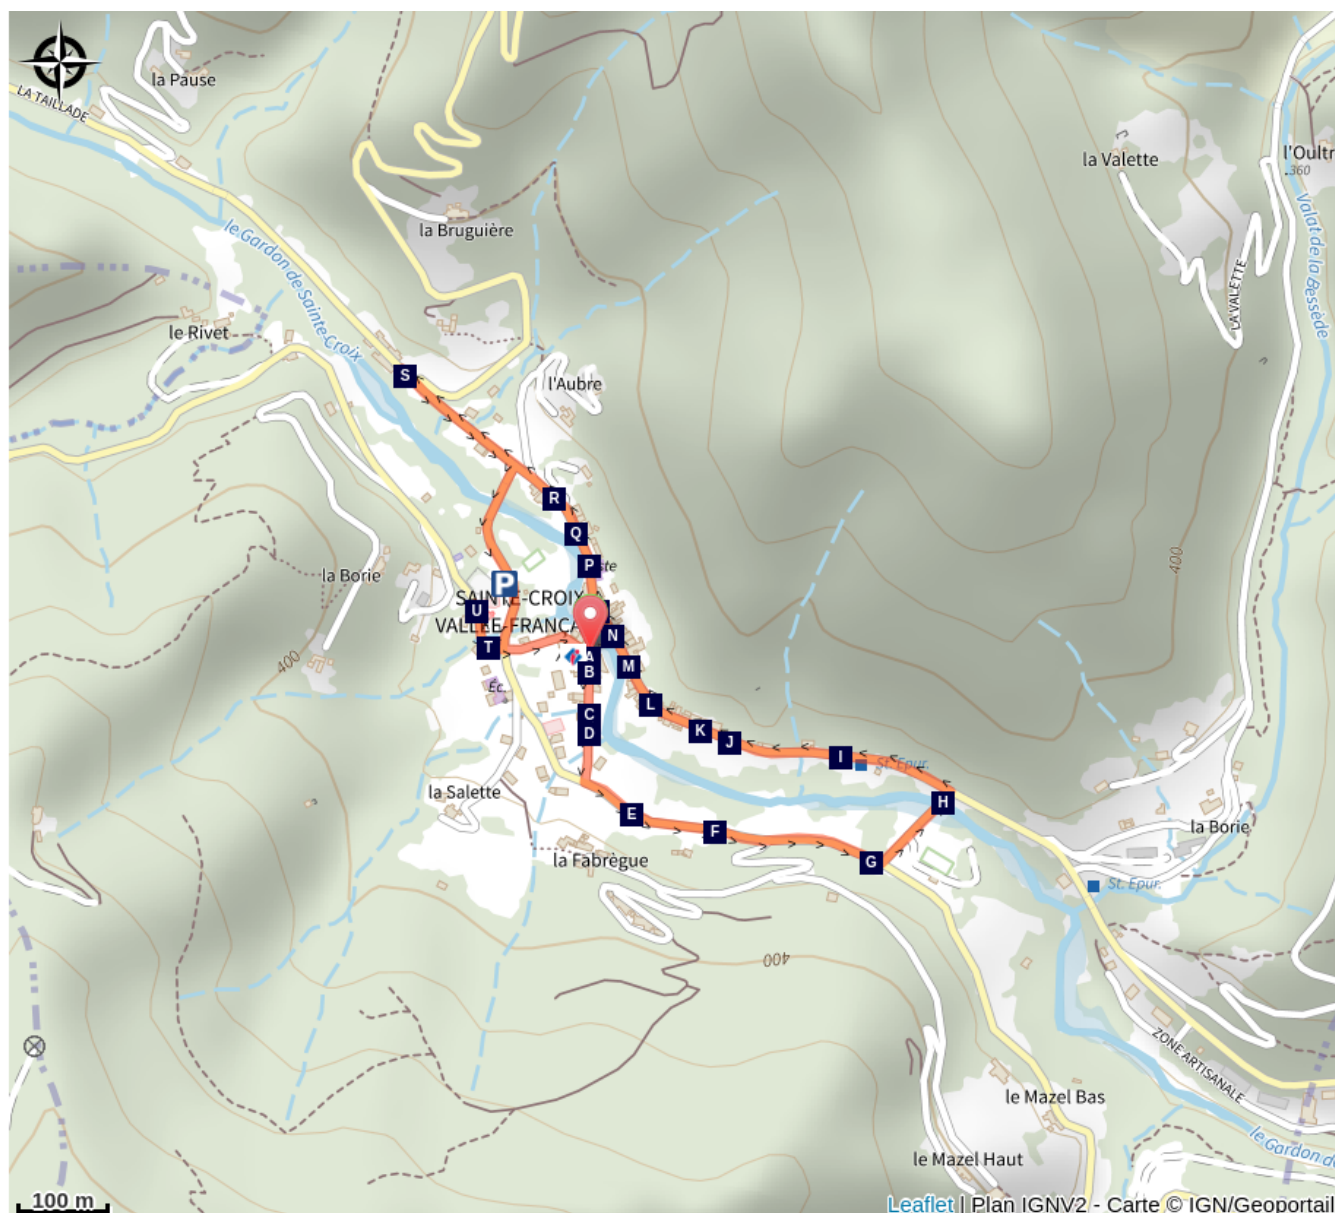 la Pause
LA TAILLADE
la Valette
l'Oultr
360
la Bruguière
le Gardon de Sainte-Croix
Valat de la Bessède
LA VALETTE
le Rivet
S
l'Aubre
R
Q
P
400
la Borie
P
SAINTE-CROIX
U
VALLÉE-FRANÇA
N
T
A
M
400
B
Éc.
L
C
K
D
J
I
St. Épur.
la Salette
H
E
F
la Borie
la Fabrègue
G
St. Épur.
400
ZONE ARTISANALE
le Mazel Bas
le Gardon de
le Mazel Haut
100 m
Leaflet | Plan IGNV2 - Carte © IGN/Geoportail